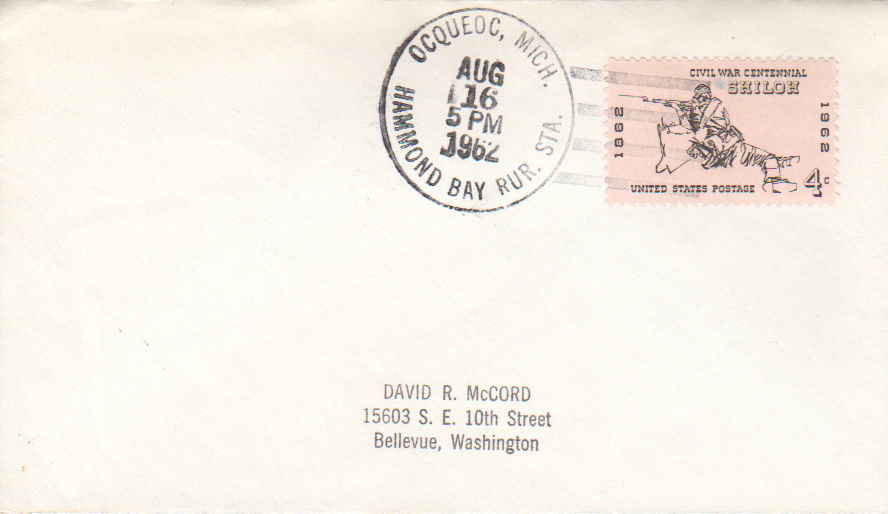 OCQUEOC, MICH.
AUG
16
5 PM
1962
HAMMOND BAY RUR. STA.
CIVIL WAR CENTENNIAL
SHILOH
1862
1962
4c
UNITED STATES POSTAGE
DAVID R. McCORD
15603 S. E. 10th Street
Bellevue, Washington